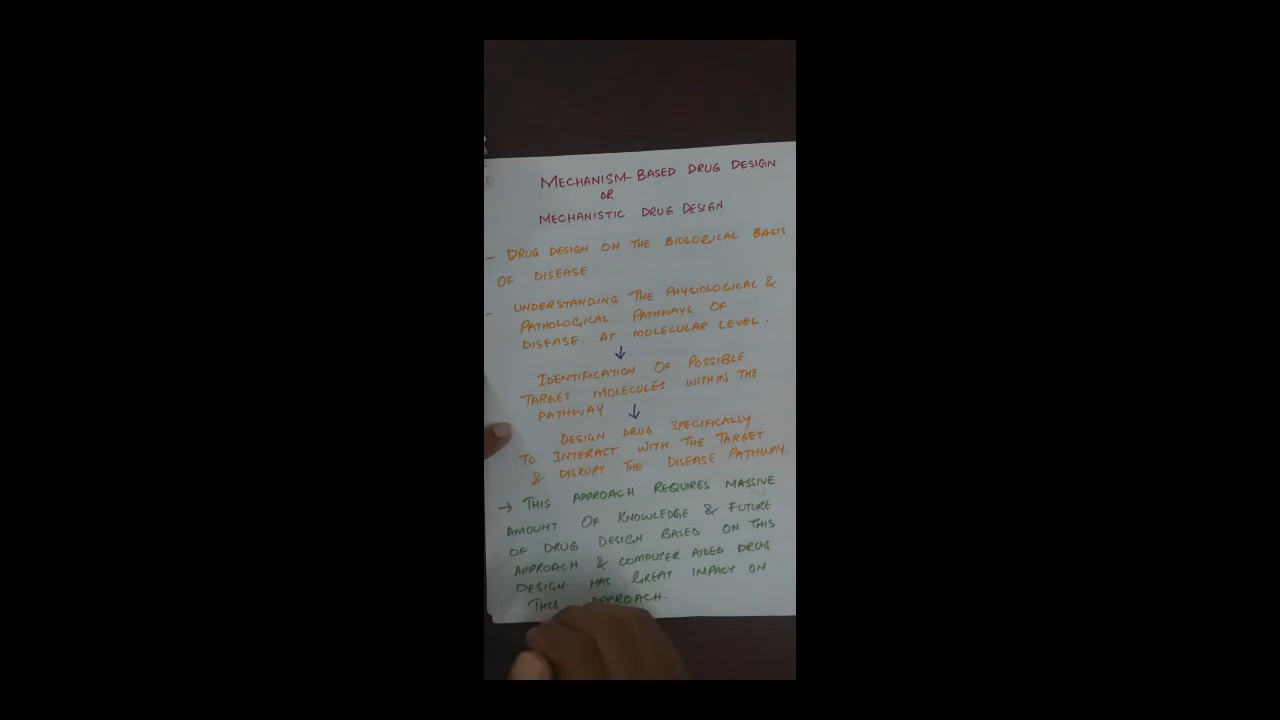 MECHANISM-BASED DRUG DESIGN
OR
MECHANISTIC DRUG DESIGN
- DRUG DESIGN ON THE BIOLOGICAL BASIS
OF DISEASE.
- UNDERSTANDING THE PHYSIOLOGICAL &
PATHOLOGICAL PATHWAYS OF
DISEASE. AT MOLECULAR LEVEL.
↓
IDENTIFICATION OF POSSIBLE
TARGET MOLECULES WITHIN THE
PATHWAY
↓
DESIGN DRUG SPECIFICALLY
TO INTERACT WITH THE TARGET
& DISRUPT THE DISEASE PATHWAY.
→ THIS APPROACH REQUIRES MASSIVE
AMOUNT OF KNOWLEDGE & FUTURE
OF DRUG DESIGN BASED ON THIS
APPROACH & COMPUTER AIDED DRUG
DESIGN HAS GREAT IMPACT ON
THIS APPROACH.